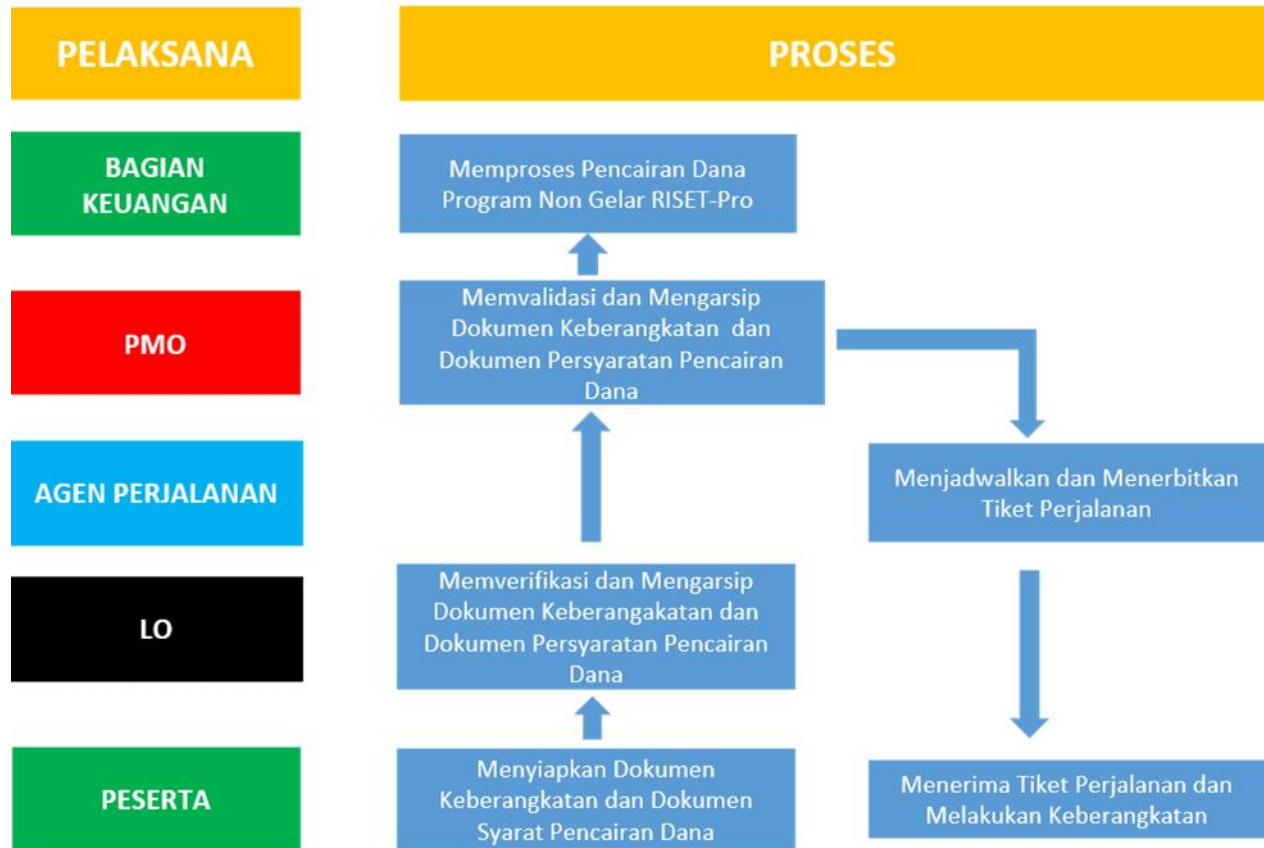 PELAKSANA
PROSES
BAGIAN
KEUANGAN
Memproses Pencairan Dana
Program Non Gelar RISET-Pro
PMO
Memvalidasi dan Mengarsip
Dokumen Keberangkatan dan
Dokumen Persyaratan Pencairan
Dana
AGEN PERJALANAN
Menjadwalkan dan Menerbitkan
Tiket Perjalanan
LO
Memverifikasi dan Mengarsip
Dokumen Keberangakatan dan
Dokumen Persyaratan Pencairan
Dana
PESERTA
Menyiapkan Dokumen
Keberangkatan dan Dokumen
Syarat Pencairan Dana
Menerima Tiket Perjalanan dan
Melakukan Keberangkatan